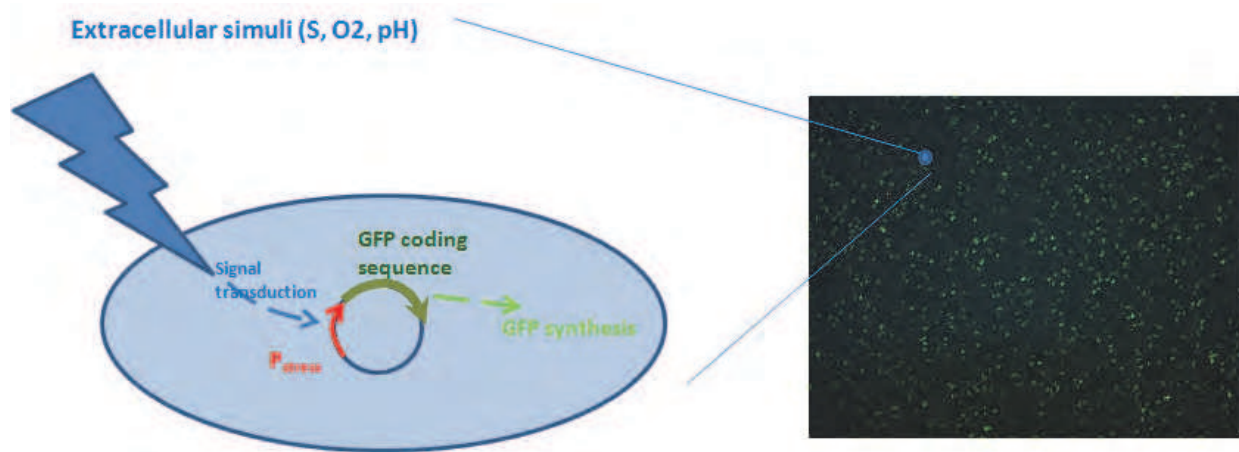 Extracellular simuli (S, O2, pH)
GFP coding
sequence
Signal
transduction
GFP synthesis
P